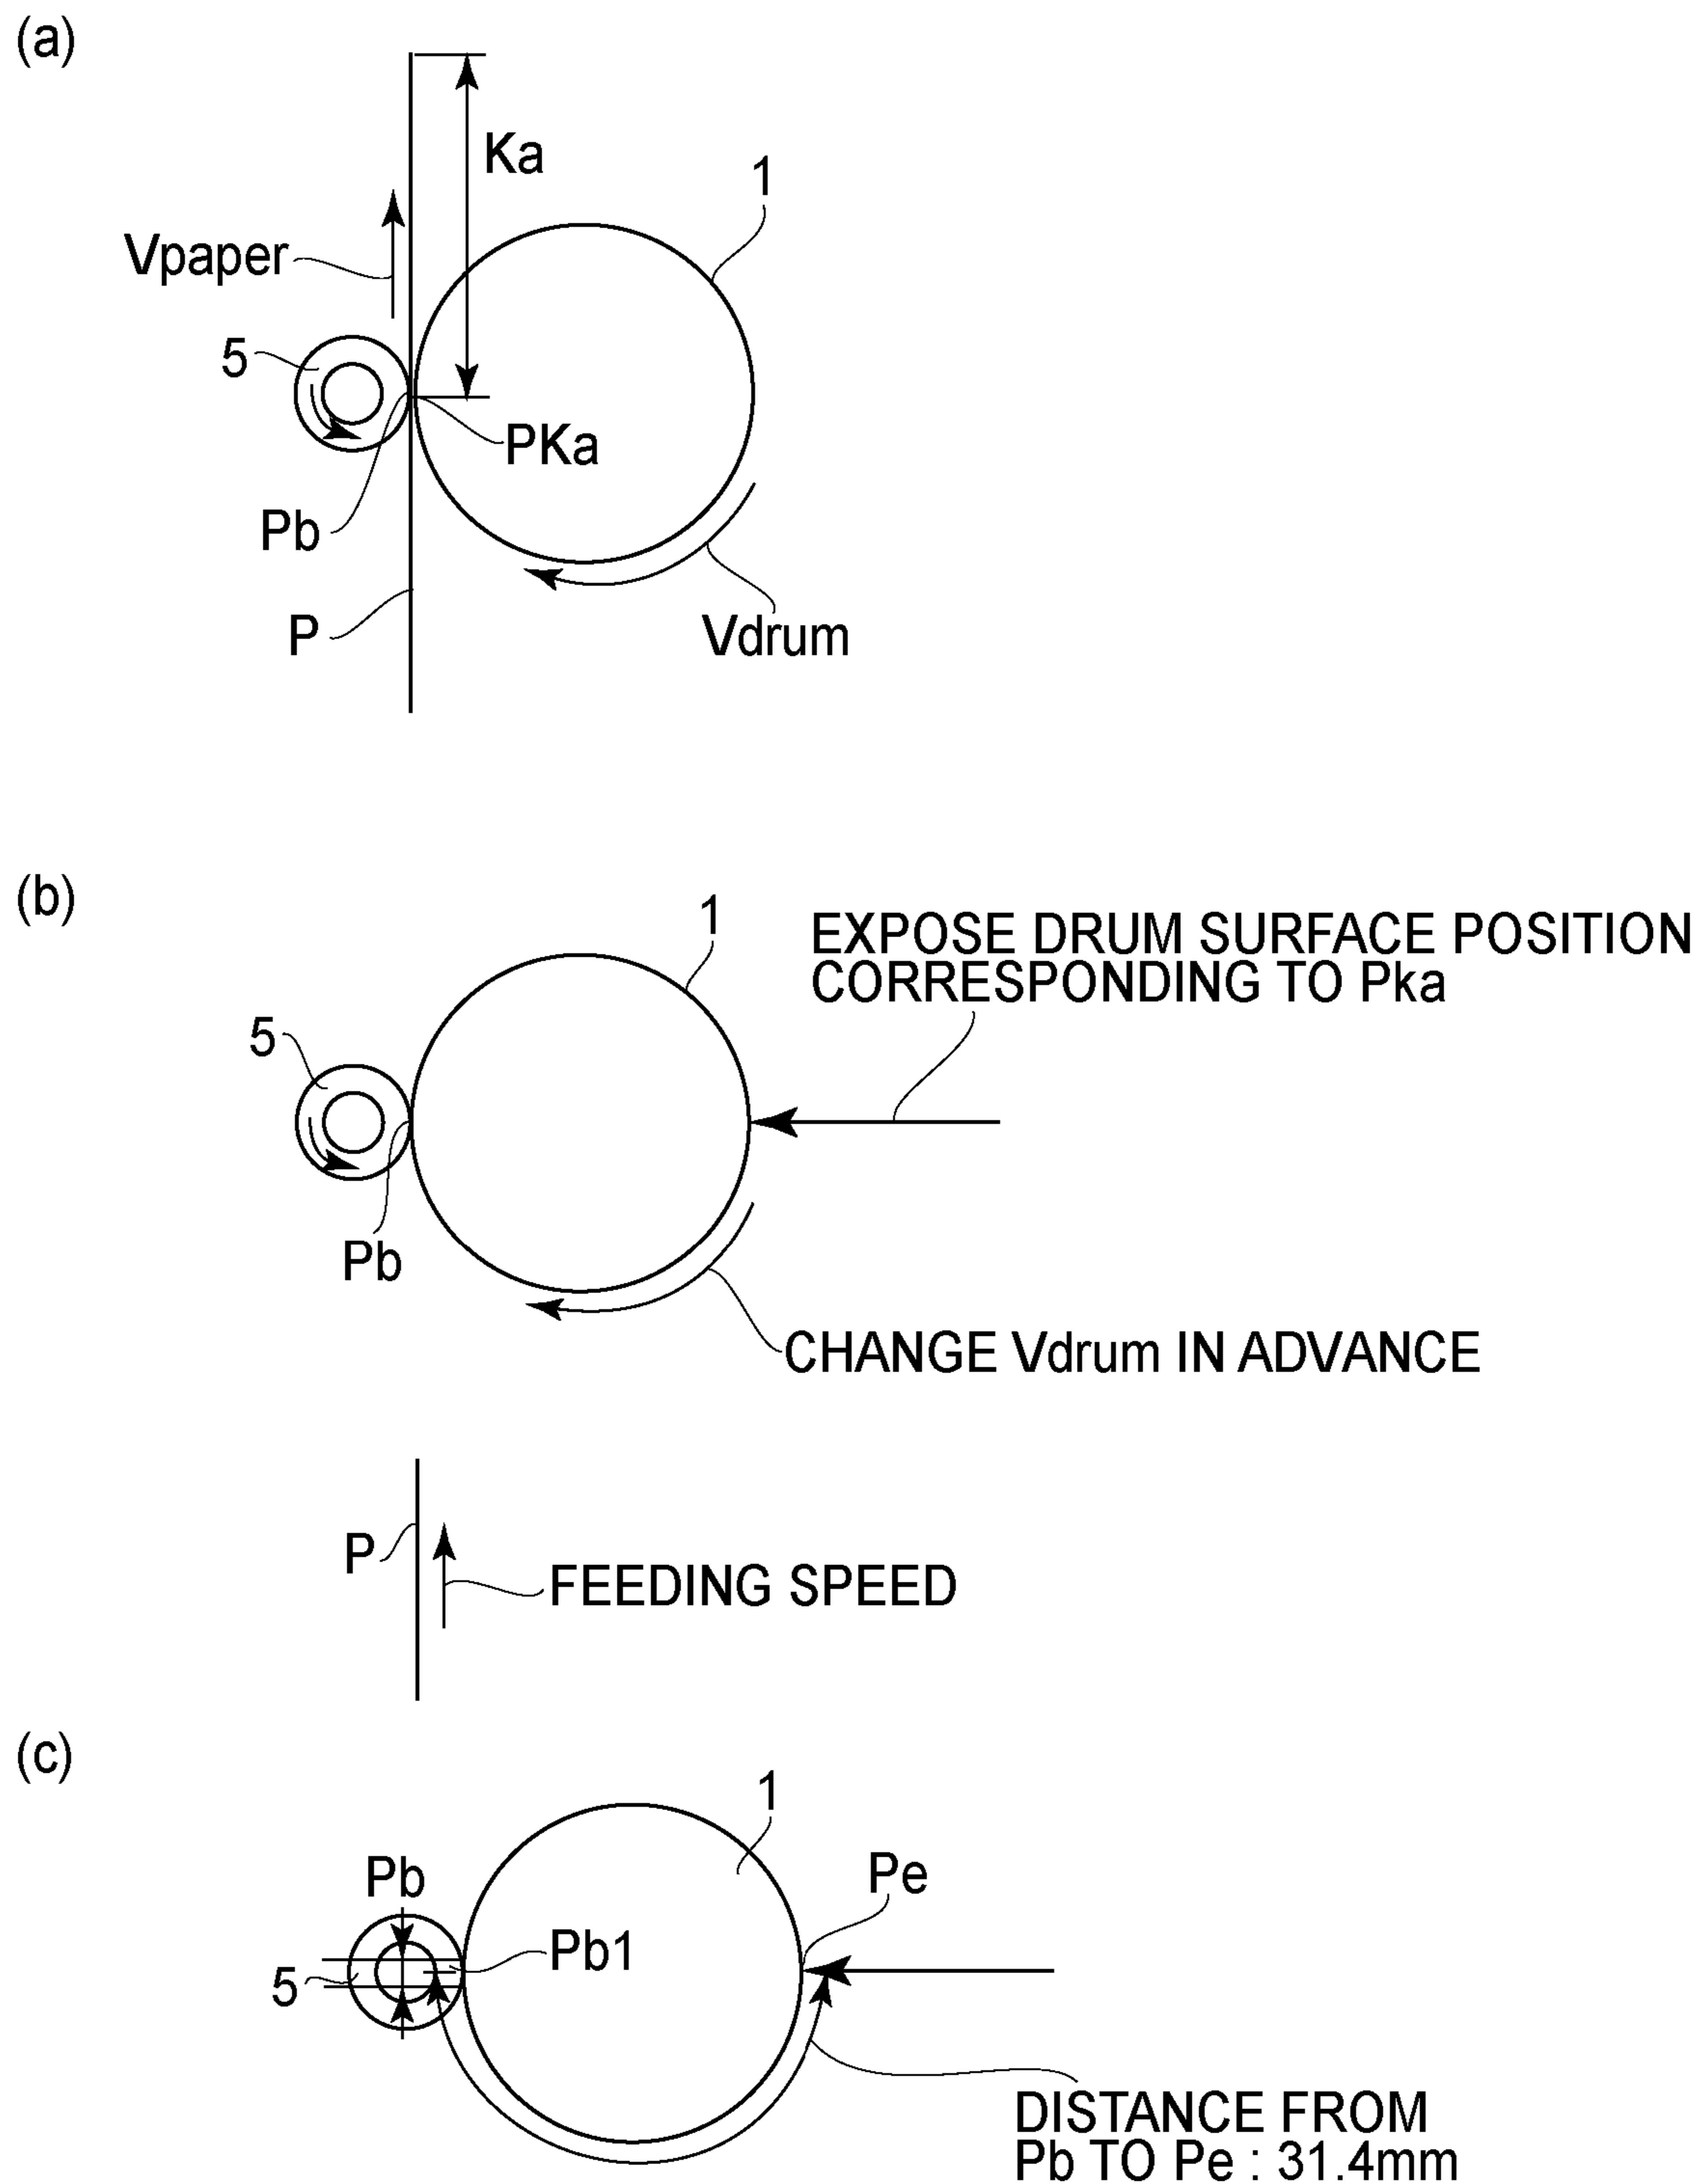 (a)
Ka
1
Vpaper
5
PKa
Pb
P
Vdrum
(b)
1
EXPOSE DRUM SURFACE POSITION
CORRESPONDING TO Pka
5
Pb
CHANGE Vdrum IN ADVANCE
P
FEEDING SPEED
(c)
1
Pb
Pe
Pb1
5
DISTANCE FROM
Pb TO Pe : 31.4mm